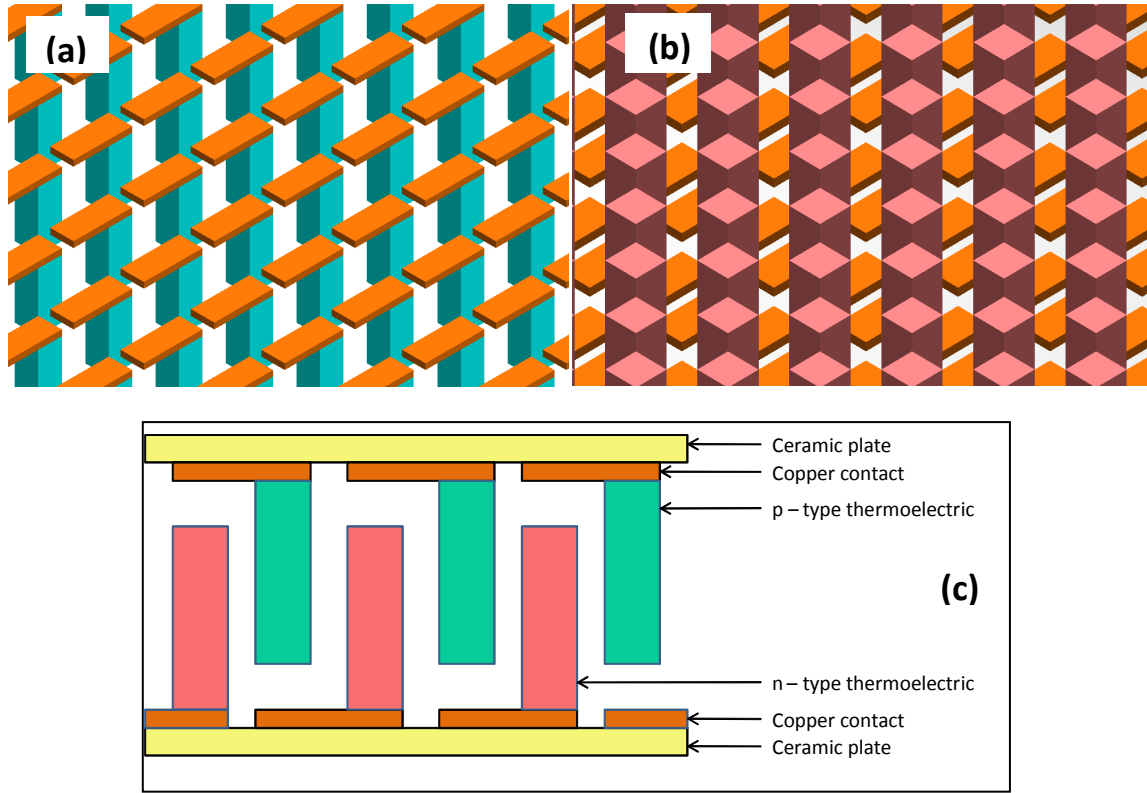 (a)
(b)
Ceramic plate
Copper contact
p – type thermoelectric
(c)
n – type thermoelectric
Copper contact
Ceramic plate